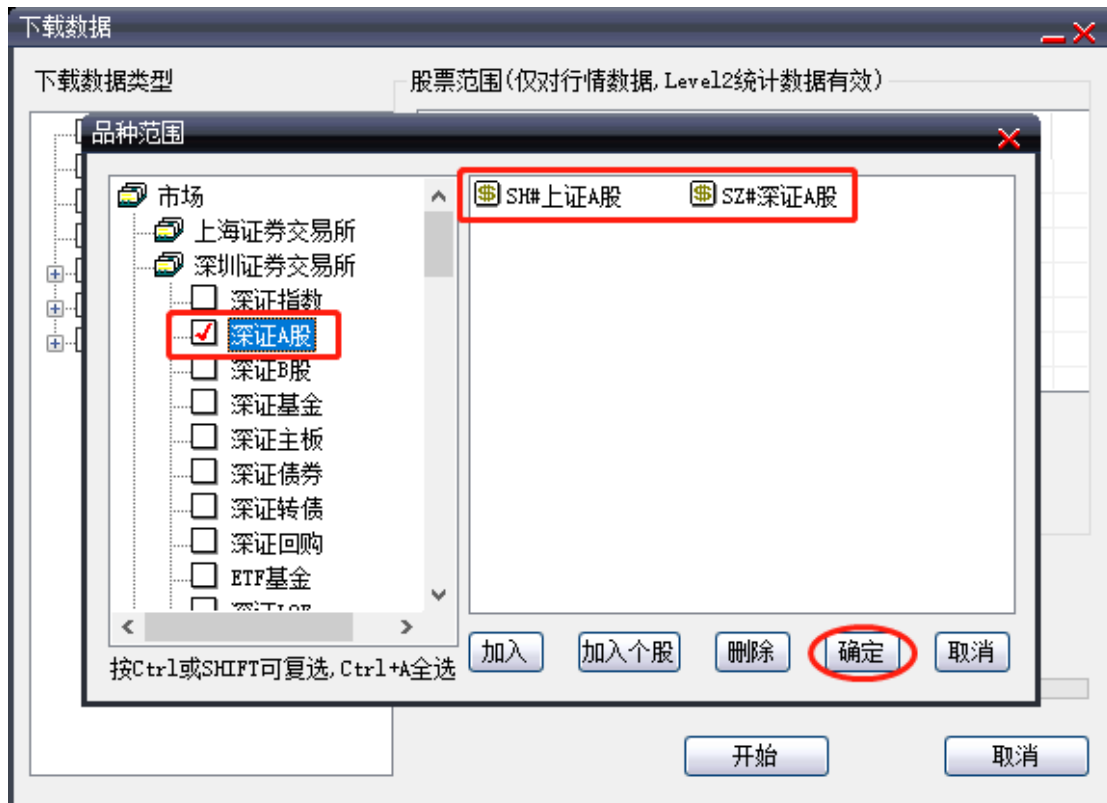 下载数据
下载数据类型
股票范围(仅对行情数据,Level2统计数据有效)
品种范围
市场
上海证券交易所
深圳证券交易所
深证指数
深证A股
深证B股
深证基金
深证主板
深证债券
深证转债
深证回购
ETF基金
SH#上证A股 SZ#深证A股
按Ctrl或SHIFT可复选,Ctrl+A全选
加入 加入个股 删除 确定 取消
开始 取消